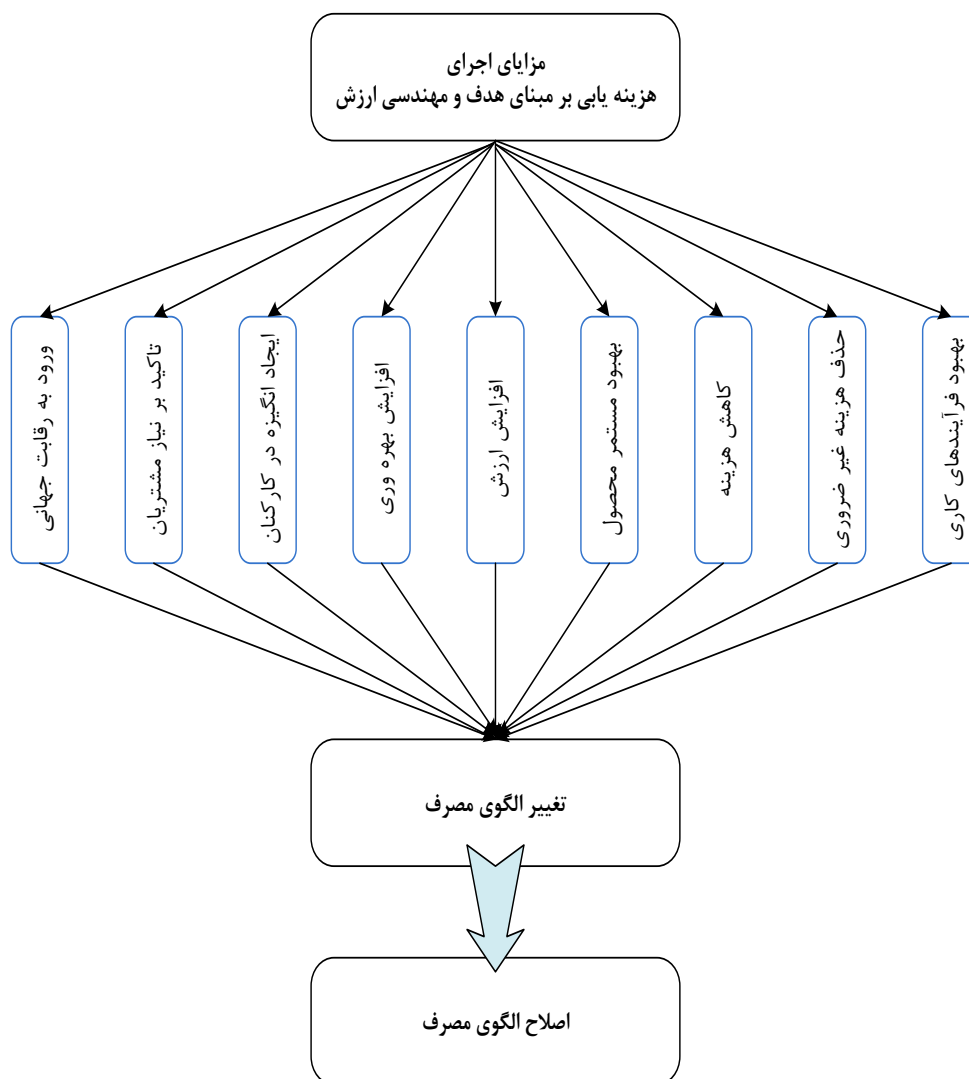 مزایای اجرای
هزینه یابی بر مبنای هدف و مهندسی ارزش
بهبود فرآیندهای کاری
حذف هزینه غیر ضروری
کاهش هزینه
بهبود مستمر محصول
افزایش ارزش
افزایش بهره وری
ایجاد انگیزه در کارکنان
تاکید بر نیاز مشتریان
ورود به رقابت جهانی
تغییر الگوی مصرف
اصلاح الگوی مصرف